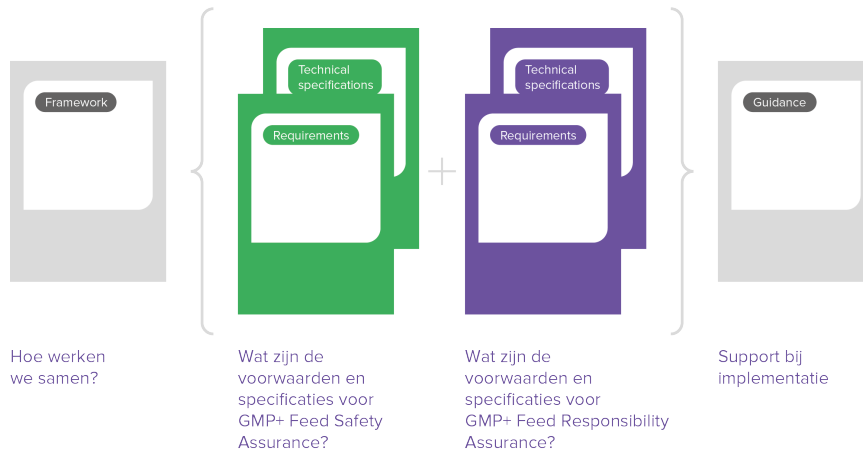 Framework
Technical
specifications
Requirements
Technical
specifications
Requirements
Guidance
Hoe werken
we samen?
Wat zijn de
voorwaarden en
specificaties voor
GMP+ Feed Safety
Assurance?
Wat zijn de
voorwaarden en
specificaties voor
GMP+ Feed Responsibility
Assurance?
Support bij
implementatie